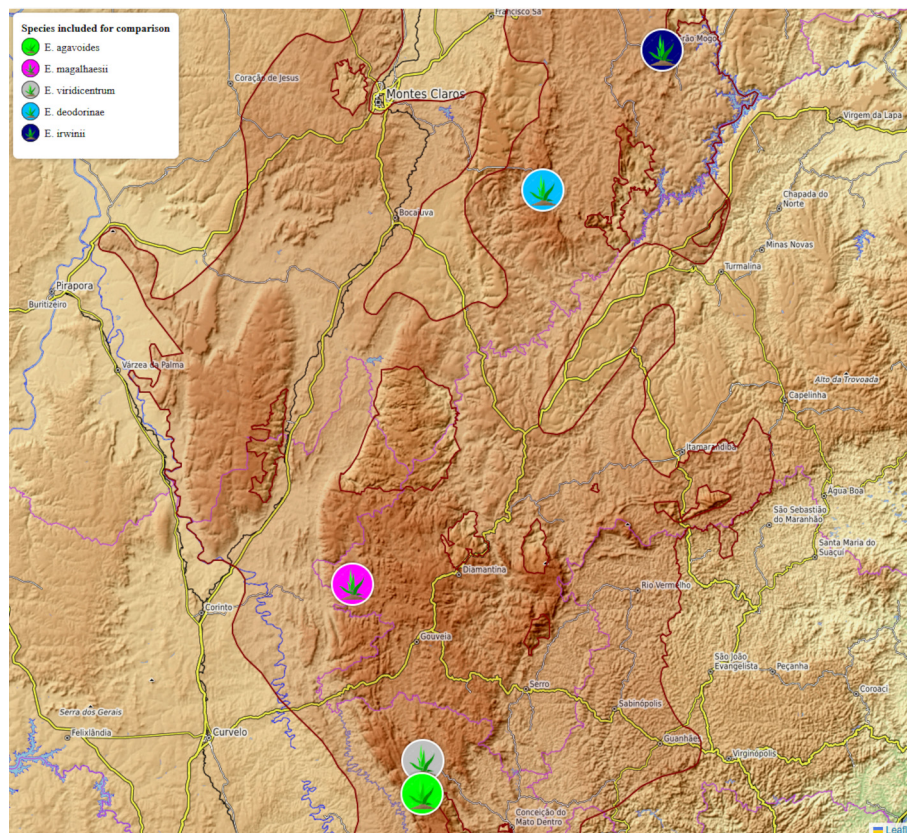 Francisco Sá
Species included for comparison
E. agavoides
E. magalhaesii
E. viridicentrum
E. deodorinae
E. irwinii
rão Mogo
Coração de Jesus
Montes Claros
Virgem da Lapa
Chapada do
Norte
Bocaiuva
Minas Novas
Turmalina
Pirapora
Buritizeiro
Várzea da Palma
Alto da Trovoada
Capelinha
Itamarandiba
Água Boa
São Sebastião
do Maranhão
Santa Maria do
Suaçuí
Diamantina
Rio Vermelho
Corinto
Gouveia
São João
Evangelista
Peçanha
Serro
Coroaci
Sabinópolis
Serra dos Gerais
Felixlândia
Curvelo
Guanhães
Virginópolis
Conceição do
Mato Dentro
Leafl